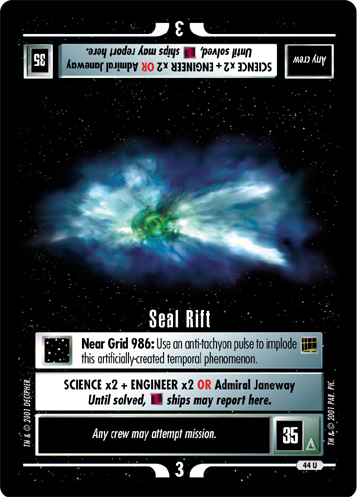 3
SCIENCE x2 + ENGINEER x2 OR Admiral Janeway
Until solved, ships may report here.
35
Any crew
Seal Rift
Near Grid 986: Use an anti-tachyon pulse to implode
this artificially-created temporal phenomenon.
SCIENCE x2 + ENGINEER x2 OR Admiral Janeway
Until solved, ships may report here.
Any crew may attempt mission.
35
TM & © 2001 DECIPHER.
TM & © 2001 PAR. PIC.
44 U
3